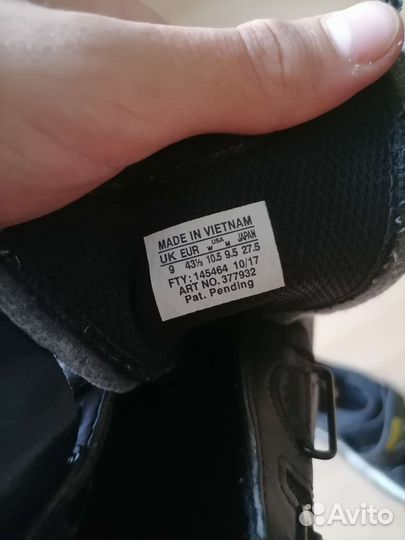 MADE IN VIETNAM
UK EUR USA W M JAPAN
9 43⅓ 10.5 9.5 27.5
FTY: 145464 10/17
ART NO. 377932
Pat. Pending
Avito